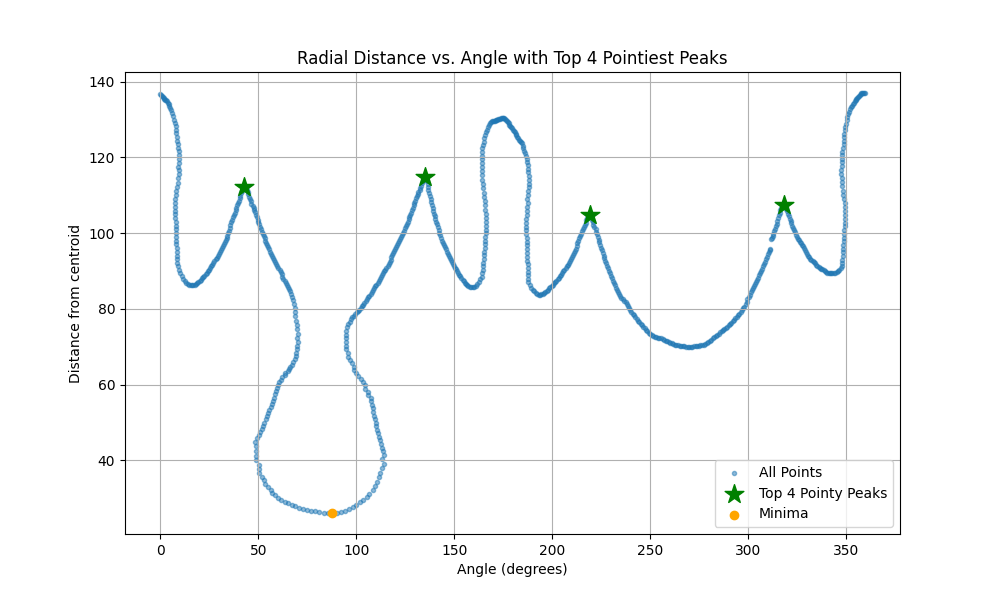 Radial Distance vs. Angle with Top 4 Pointiest Peaks
Distance from centroid
140
120
100
80
60
40
0
50
100
150
200
250
300
350
Angle (degrees)
All Points
Top 4 Pointy Peaks
Minima